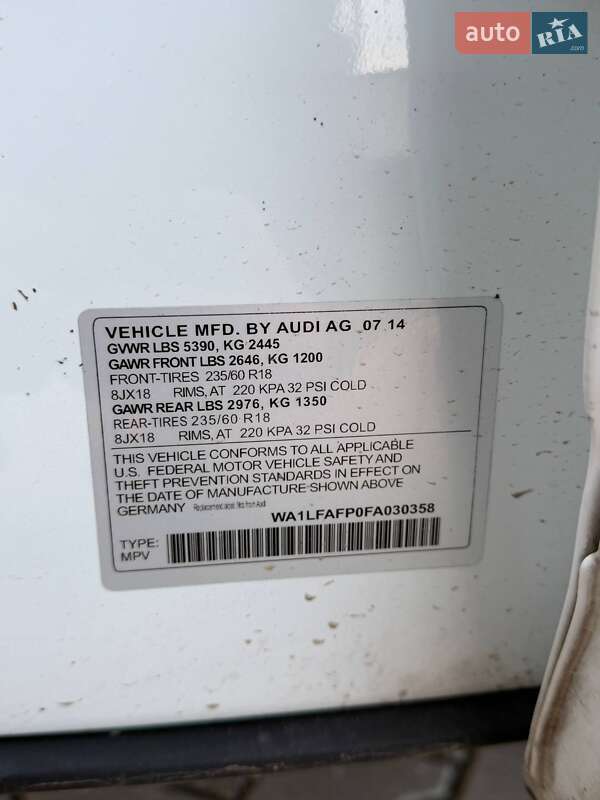 auto RIA .com
VEHICLE MFD. BY AUDI AG 07 14
GVWR LBS 5390, KG 2445
GAWR FRONT LBS 2646, KG 1200
FRONT-TIRES 235/60 R18
8JX18 RIMS, AT 220 KPA 32 PSI COLD
GAWR REAR LBS 2976, KG 1350
REAR-TIRES 235/60 R18
8JX18 RIMS, AT 220 KPA 32 PSI COLD
THIS VEHICLE CONFORMS TO ALL APPLICABLE
U.S. FEDERAL MOTOR VEHICLE SAFETY AND
THEFT PREVENTION STANDARDS IN EFFECT ON
THE DATE OF MANUFACTURE SHOWN ABOVE.
GERMANY from Audi WA1LFAFP0FA030358
TYPE:
MPV